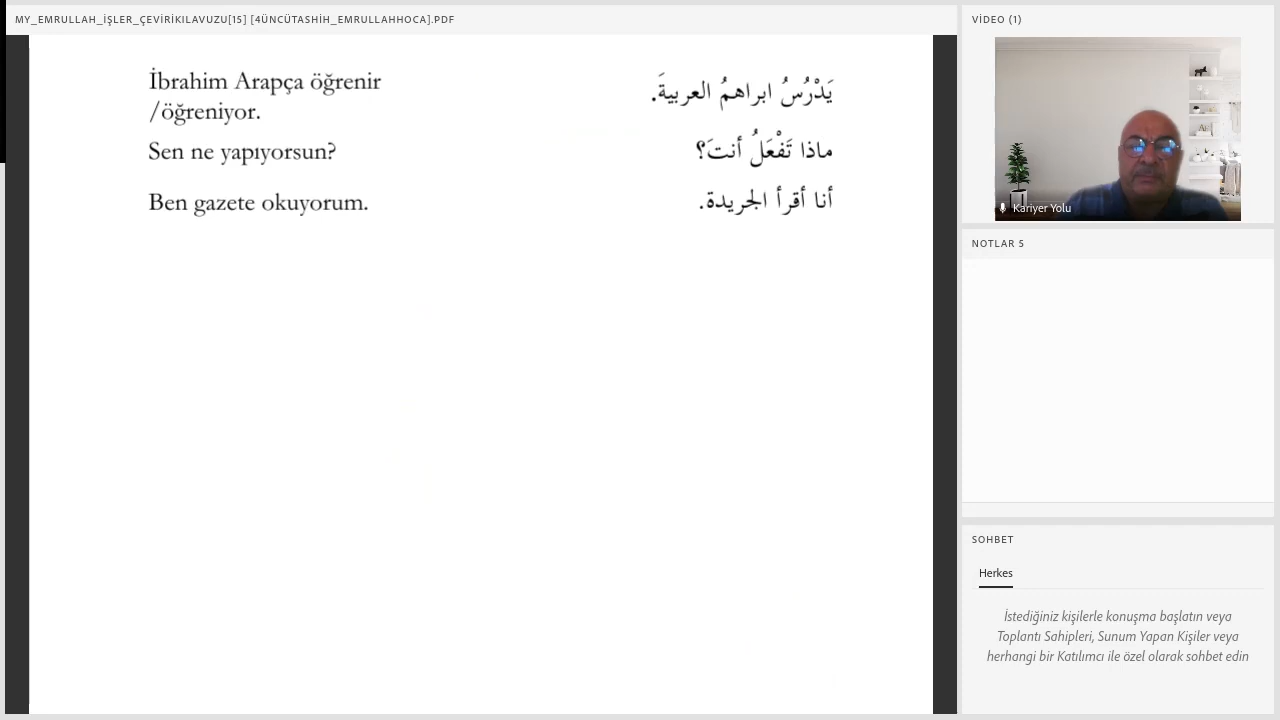 MY_EMRULLAH_İŞLER_ÇEVİRİKILAVUZU[15] [4ÜNCÜTASHİH_EMRULLAHHOCA].PDF
İbrahim Arapça öğrenir
/öğreniyor.
يَدْرُسُ ابراهمُ العربيةَ.
Sen ne yapıyorsun?
ماذا تَفْعَلُ أنتَ؟
Ben gazete okuyorum.
أنا أقرأ الجريدة.
VİDEO (1)
Kariyer Yolu
NOTLAR 5
SOHBET
Herkes
İstediğiniz kişilerle konuşma başlatın veya
Toplantı Sahipleri, Sunum Yapan Kişiler veya
herhangi bir Katılımcı ile özel olarak sohbet edin